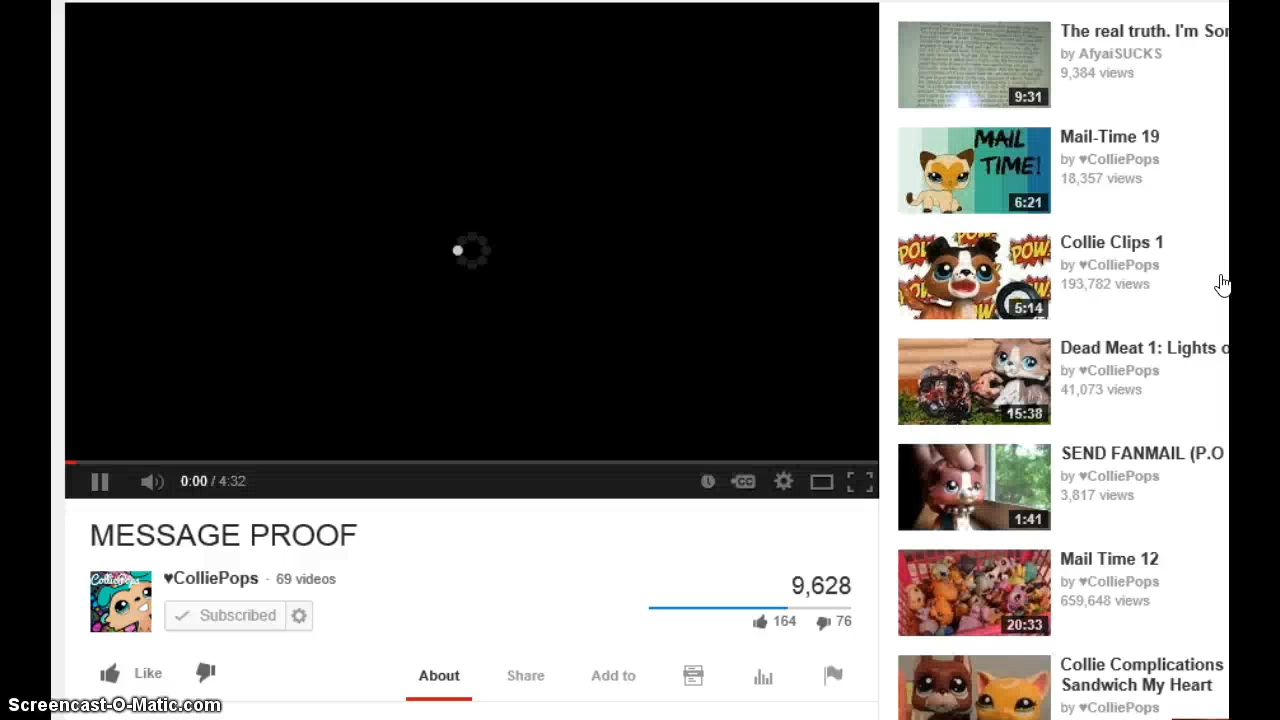 The real truth. I'm Sor
by AfyaiSUCKS
9,384 views
9:31
MAIL
TIME!
6:21
Mail-Time 19
by ♥ColliePops
18,357 views
POW!
POW!
5:14
Collie Clips 1
by ♥ColliePops
193,782 views
15:38
Dead Meat 1: Lights o
by ♥ColliePops
41,073 views
1:41
SEND FANMAIL (P.O
by ♥ColliePops
3,817 views
20:33
Mail Time 12
by ♥ColliePops
659,648 views
Collie Complications
Sandwich My Heart
by ♥ColliePops
0:00 / 4:32
CC
MESSAGE PROOF
ColliePops
♥ColliePops - 69 videos
Subscribed
9,628
164 76
Like About Share Add to
Screencast-O-Matic.com